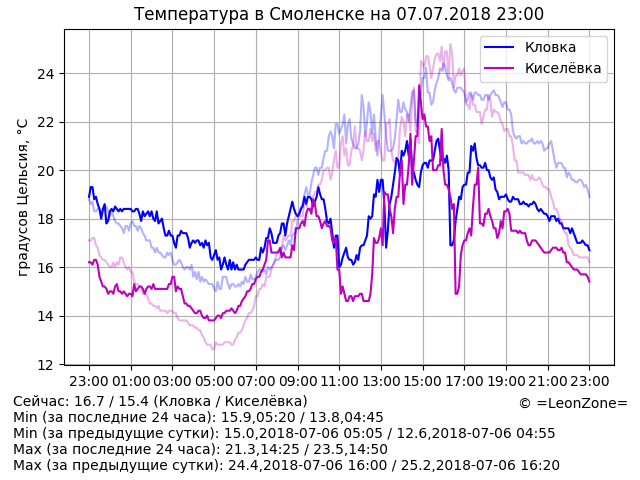 Температура в Смоленске на 07.07.2018 23:00
Кловка
Киселёвка
градусов Цельсия, °C
24
22
20
18
16
14
12
23:00 01:00 03:00 05:00 07:00 09:00 11:00 13:00 15:00 17:00 19:00 21:00 23:00
Сейчас: 16.7 / 15.4 (Кловка / Киселёвка)
© =LeonZone=
Min (за последние 24 часа): 15.9,05:20 / 13.8,04:45
Min (за предыдущие сутки): 15.0,2018-07-06 05:05 / 12.6,2018-07-06 04:55
Max (за последние 24 часа): 21.3,14:25 / 23.5,14:50
Max (за предыдущие сутки): 24.4,2018-07-06 16:00 / 25.2,2018-07-06 16:20